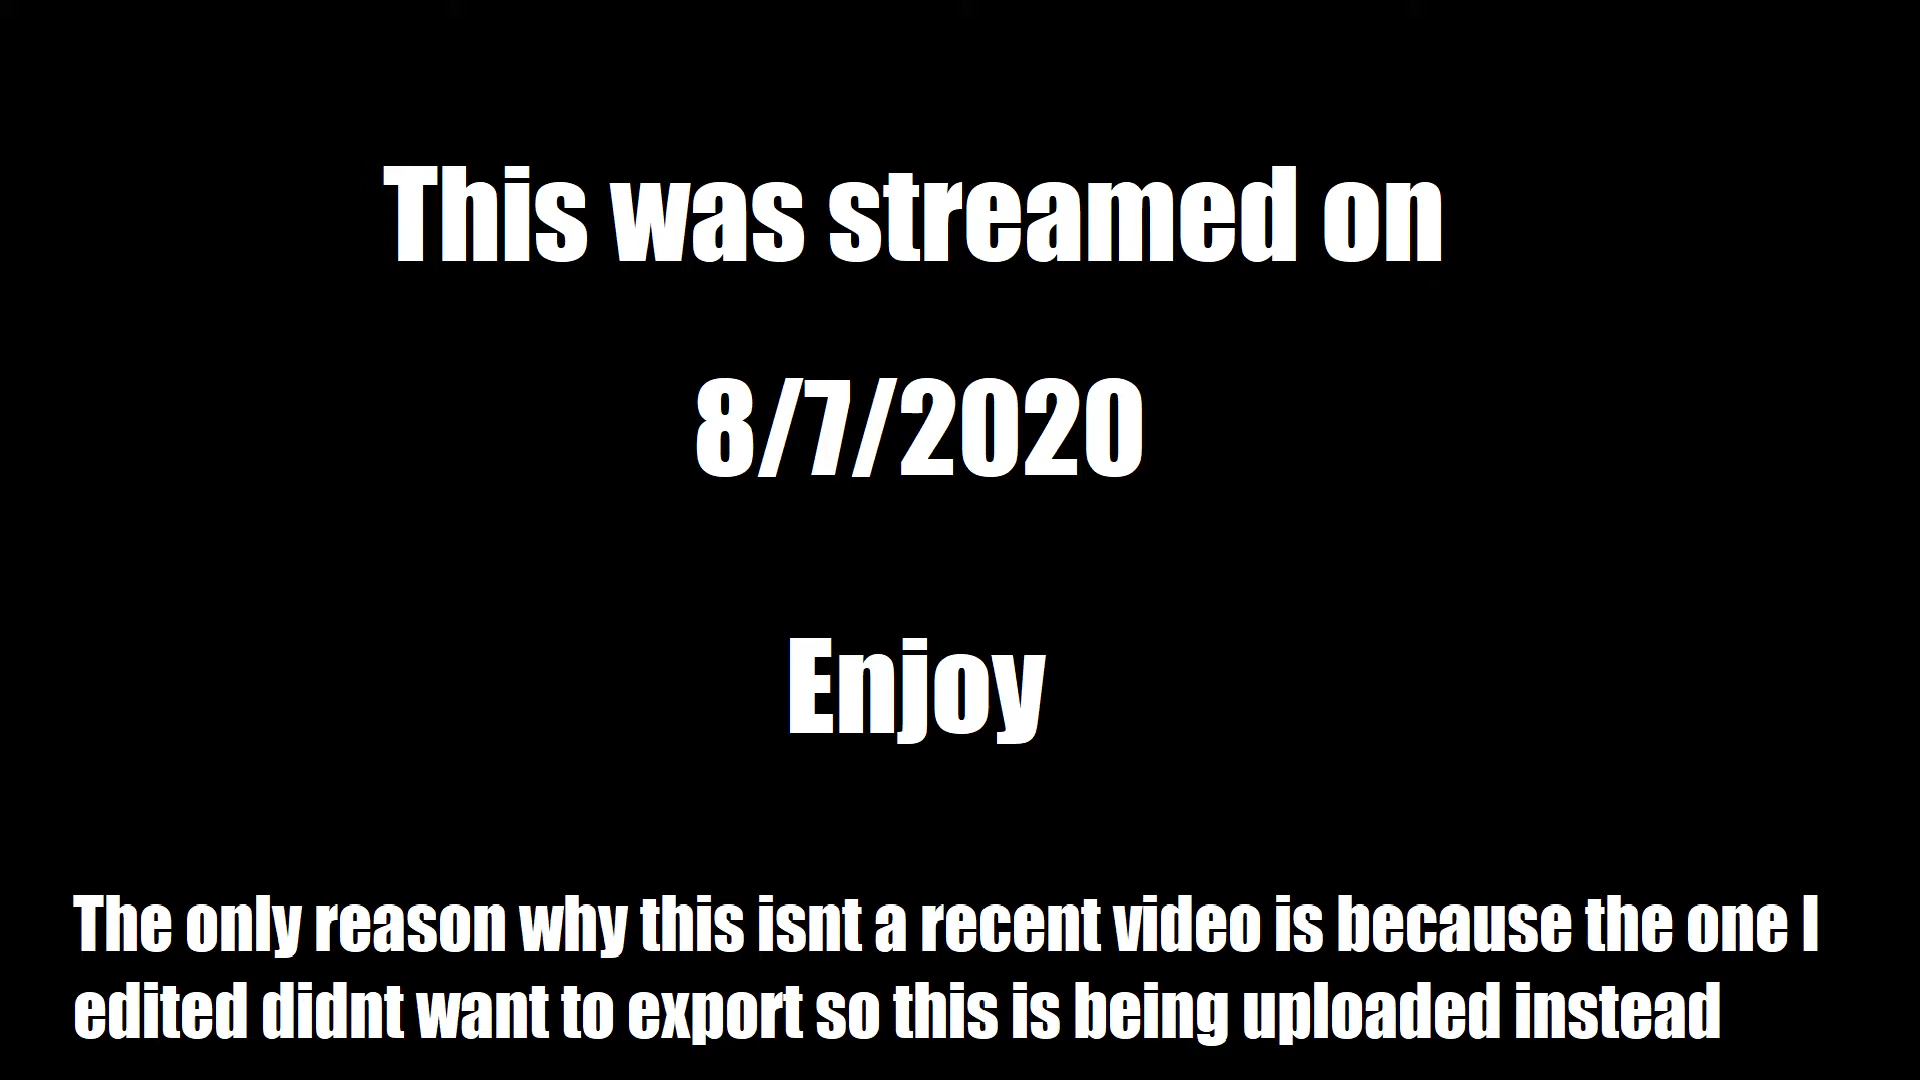 This was streamed on
8/7/2020
Enjoy
The only reason why this isnt a recent video is because the one I
edited didnt want to export so this is being uploaded instead